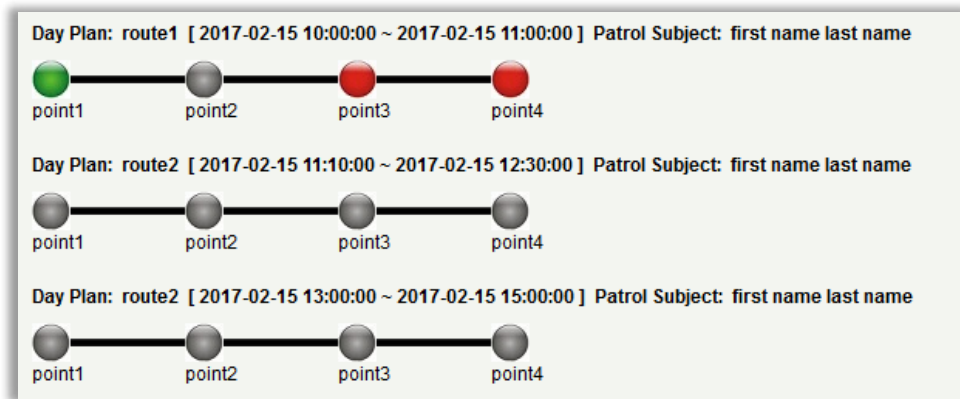 Day Plan: route1 [ 2017-02-15 10:00:00 ~ 2017-02-15 11:00:00 ] Patrol Subject: first name last name
point1 point2 point3 point4
Day Plan: route2 [ 2017-02-15 11:10:00 ~ 2017-02-15 12:30:00 ] Patrol Subject: first name last name
point1 point2 point3 point4
Day Plan: route2 [ 2017-02-15 13:00:00 ~ 2017-02-15 15:00:00 ] Patrol Subject: first name last name
point1 point2 point3 point4